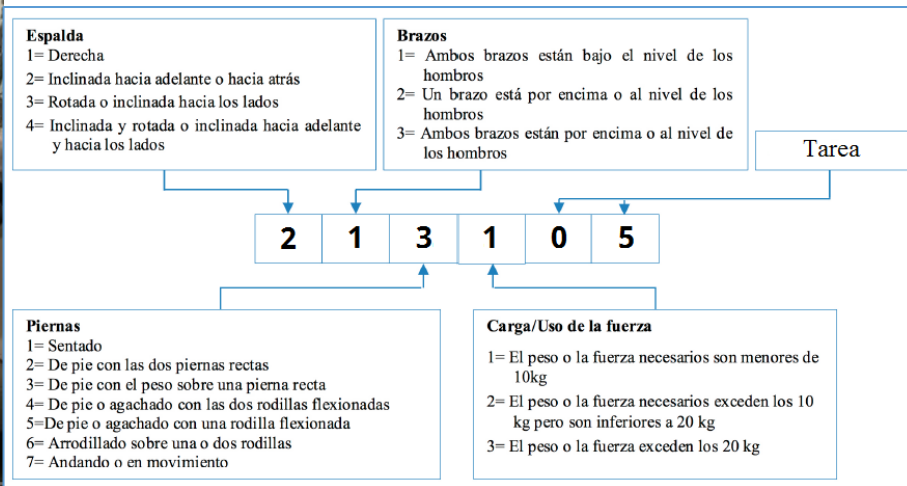 Espalda
1= Derecha
2= Inclinada hacia adelante o hacia atrás
3= Rotada o inclinada hacia los lados
4= Inclinada y rotada o inclinada hacia adelante
y hacia los lados
Brazos
1= Ambos brazos están bajo el nivel de los
hombros
2= Un brazo está por encima o al nivel de los
hombros
3= Ambos brazos están por encima o al nivel de
los hombros
Tarea
2 1 3 1 0 5
Piernas
1= Sentado
2= De pie con las dos piernas rectas
3= De pie con el peso sobre una pierna recta
4= De pie o agachado con las dos rodillas flexionadas
5=De pie o agachado con una rodilla flexionada
6= Arrodillado sobre una o dos rodillas
7= Andando o en movimiento
Carga/Uso de la fuerza
1= El peso o la fuerza necesarios son menores de
10kg
2= El peso o la fuerza necesarios exceden los 10
kg pero son inferiores a 20 kg
3= El peso o la fuerza exceden los 20 kg